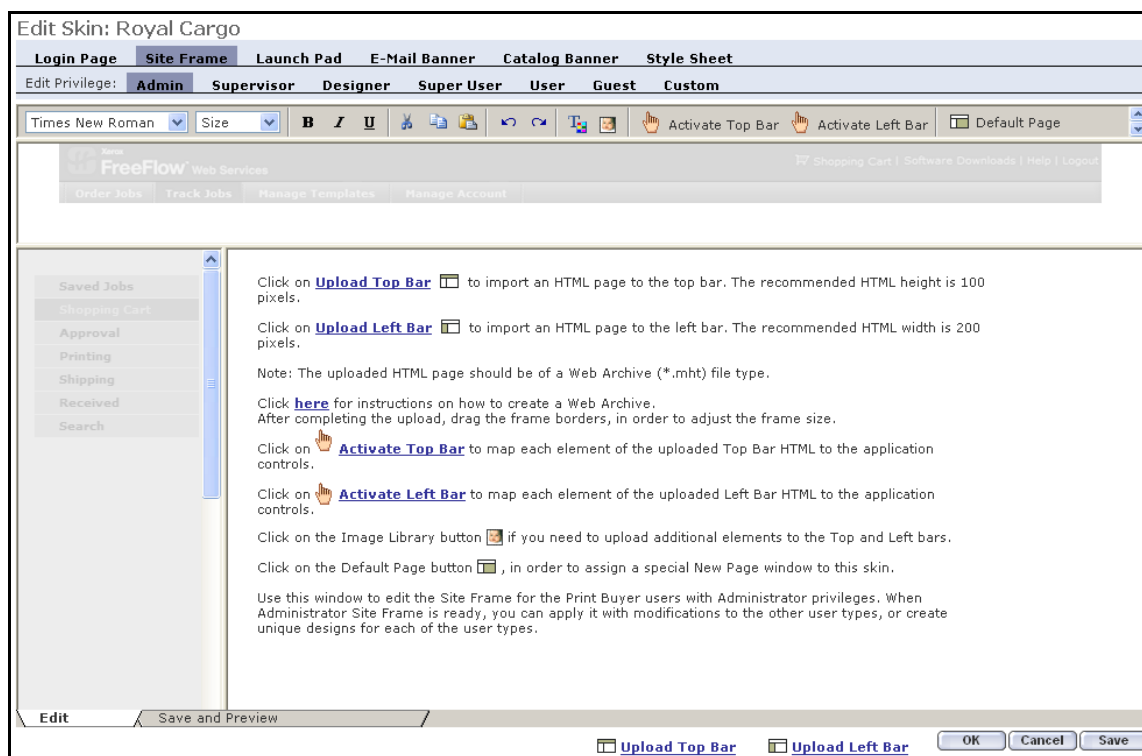 Edit Skin: Royal Cargo
Login Page Site Frame Launch Pad E-Mail Banner Catalog Banner Style Sheet
Edit Privilege: Admin Supervisor Designer Super User User Guest Custom
Times New Roman Size B I U Activate Top Bar Activate Left Bar Default Page
Xerox
FreeFlow Web Services
Shopping Cart | Software Downloads | Help | Logout
Order Jobs Track Jobs Manage Templates Manage Account
Saved Jobs
Shopping Cart
Approval
Printing
Shipping
Received
Search
Click on Upload Top Bar to import an HTML page to the top bar. The recommended HTML height is 100
pixels.
Click on Upload Left Bar to import an HTML page to the left bar. The recommended HTML width is 200
pixels.
Note: The uploaded HTML page should be of a Web Archive (*.mht) file type.
Click here for instructions on how to create a Web Archive.
After completing the upload, drag the frame borders, in order to adjust the frame size.
Click on Activate Top Bar to map each element of the uploaded Top Bar HTML to the application
controls.
Click on Activate Left Bar to map each element of the uploaded Left Bar HTML to the application
controls.
Click on the Image Library button if you need to upload additional elements to the Top and Left bars.
Click on the Default Page button , in order to assign a special New Page window to this skin.
Use this window to edit the Site Frame for the Print Buyer users with Administrator privileges. When
Administrator Site Frame is ready, you can apply it with modifications to the other user types, or create
unique designs for each of the user types.
Edit Save and Preview
Upload Top Bar Upload Left Bar OK Cancel Save